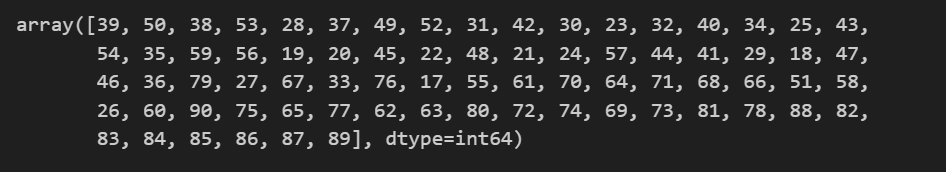 array([39, 50, 38, 53, 28, 37, 49, 52, 31, 42, 30, 23, 32, 40, 34, 25, 43,
54, 35, 59, 56, 19, 20, 45, 22, 48, 21, 24, 57, 44, 41, 29, 18, 47,
46, 36, 79, 27, 67, 33, 76, 17, 55, 61, 70, 64, 71, 68, 66, 51, 58,
26, 60, 90, 75, 65, 77, 62, 63, 80, 72, 74, 69, 73, 81, 78, 88, 82,
83, 84, 85, 86, 87, 89], dtype=int64)